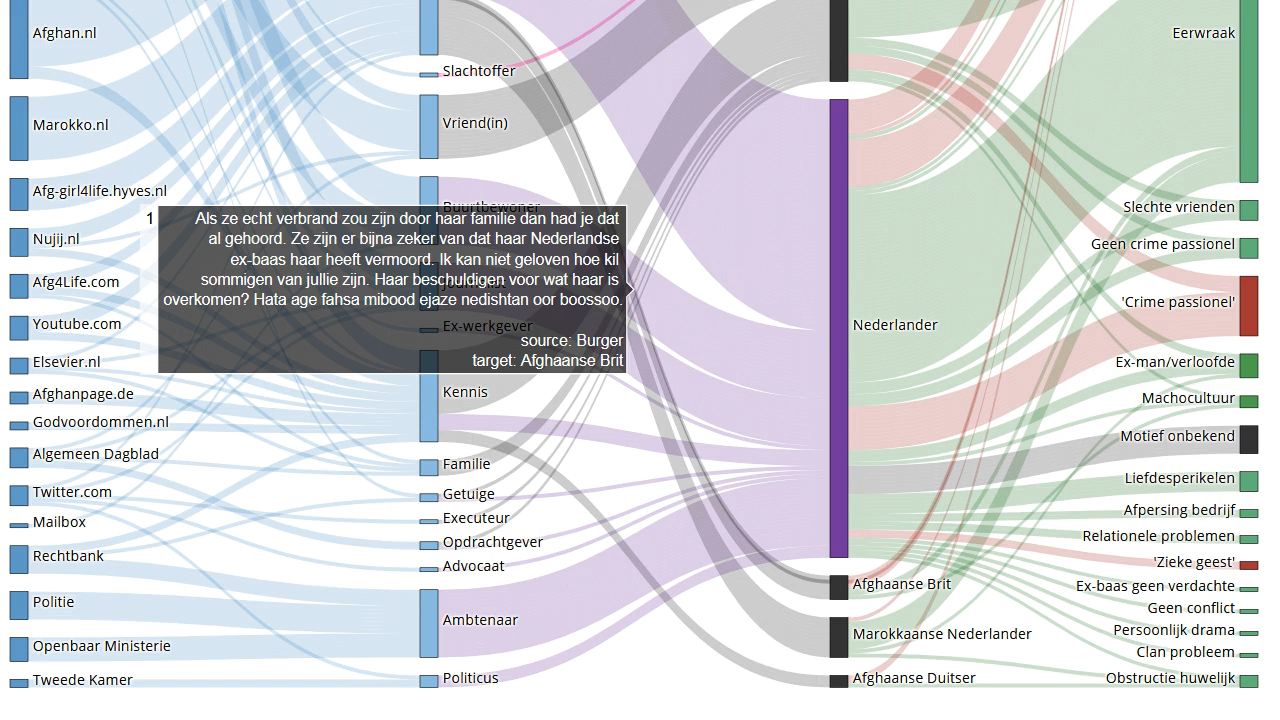 Afghan.nl
Marokko.nl
Afg-girl4life.hyves.nl
Nujij.nl
Afg4Life.com
Youtube.com
Elsevier.nl
Afghanpage.de
Godvoordommen.nl
Algemeen Dagblad
Twitter.com
Mailbox
Rechtbank
Politie
Openbaar Ministerie
Tweede Kamer
Slachtoffer
Vriend(in)
Buurtbewoner
1
Als ze echt verbrand zou zijn door haar familie dan had je dat
al gehoord. Ze zijn er bijna zeker van dat haar Nederlandse
ex-baas haar heeft vermoord. Ik kan niet geloven hoe kil
sommigen van jullie zijn. Haar beschuldigen voor wat haar is
overkomen? Hata age fahsa mibood ejaze nedishtan oor boossoo.
source: Burger
target: Afghaanse Brit
Ex-werkgever
Kennis
Familie
Getuige
Executeur
Opdrachtgever
Advocaat
Ambtenaar
Politicus
Nederlander
Afghaanse Brit
Marokkaanse Nederlander
Afghaanse Duitser
Eerwraak
Slechte vrienden
Geen crime passionel
'Crime passionel'
Ex-man/verloofde
Machocultuur
Motief onbekend
Liefdesperikelen
Afpersing bedrijf
Relationele problemen
'Zieke geest'
Ex-baas geen verdachte
Geen conflict
Persoonlijk drama
Clan probleem
Obstructie huwelijk